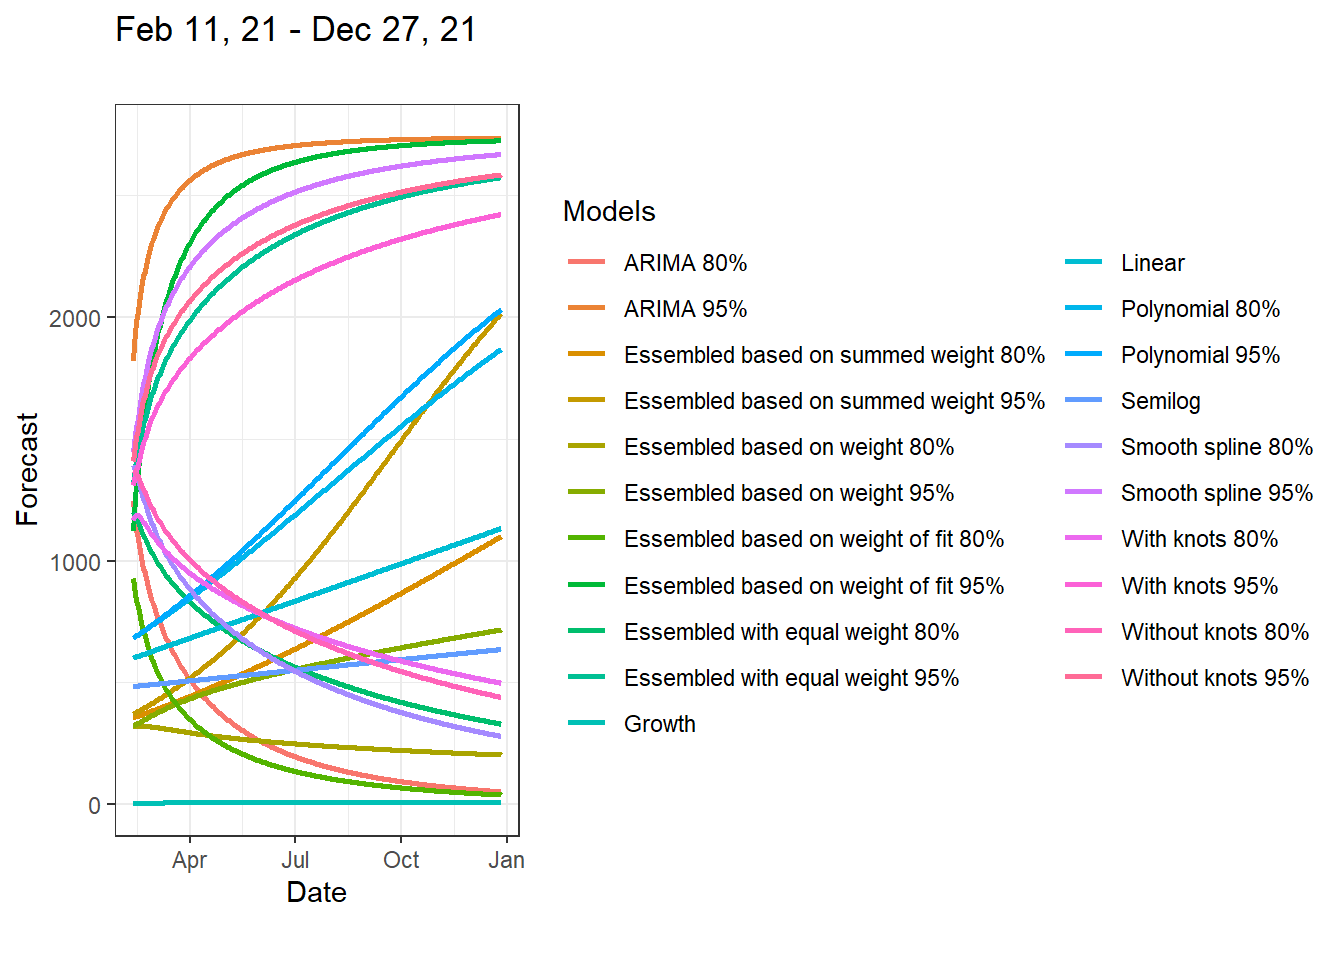 Feb 11, 21 - Dec 27, 21
Forecast
2000
1000
0
Apr
Jul
Oct
Jan
Date
Models
ARIMA 80%
ARIMA 95%
Essembled based on summed weight 80%
Essembled based on summed weight 95%
Essembled based on weight 80%
Essembled based on weight 95%
Essembled based on weight of fit 80%
Essembled based on weight of fit 95%
Essembled with equal weight 80%
Essembled with equal weight 95%
Growth
Linear
Polynomial 80%
Polynomial 95%
Semilog
Smooth spline 80%
Smooth spline 95%
With knots 80%
With knots 95%
Without knots 80%
Without knots 95%